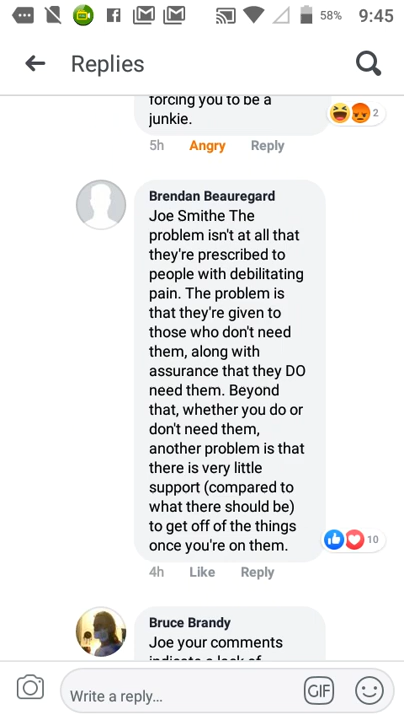 58% 9:45
Replies
forcing you to be a
junkie.
2
5h Angry Reply
Brendan Beauregard
Joe Smithe The
problem isn't at all that
they're prescribed to
people with debilitating
pain. The problem is
that they're given to
those who don't need
them, along with
assurance that they DO
need them. Beyond
that, whether you do or
don't need them,
another problem is that
there is very little
support (compared to
what there should be)
to get off of the things
once you're on them.
10
4h Like Reply
Bruce Brandy
Joe your comments
indicate a lack of
Write a reply...
GIF